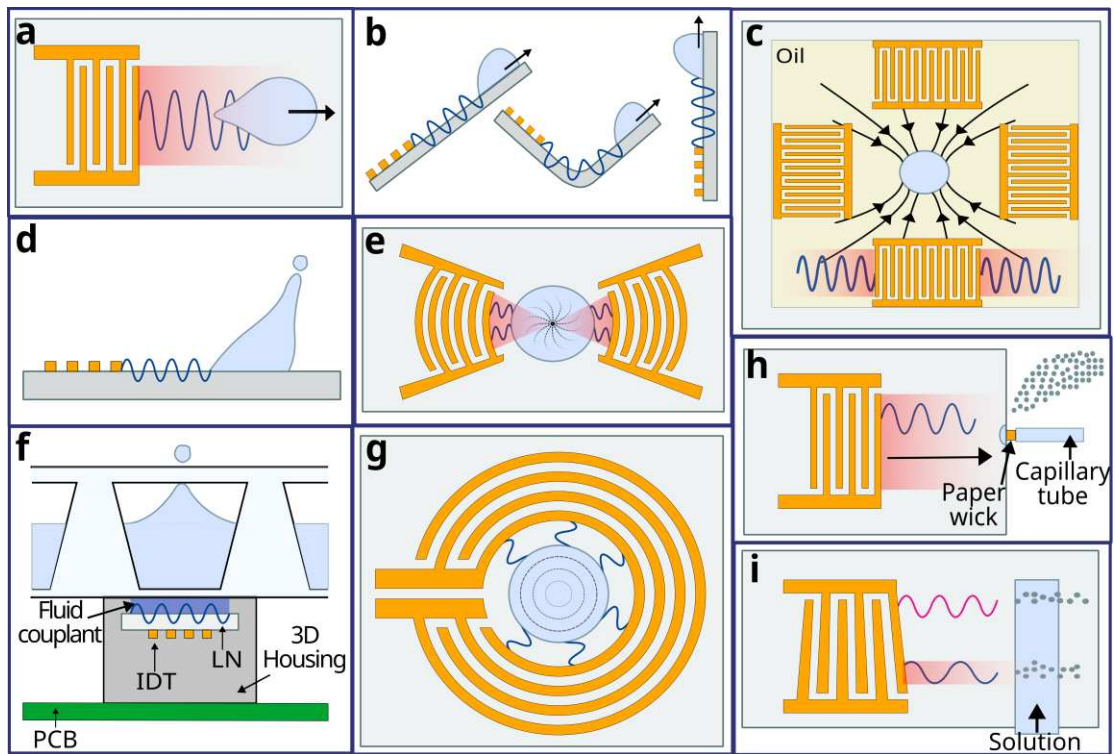 a
b
c
Oil
d
e
f
Fluid
couplant
IDT
LN
3D
Housing
PCB
g
h
Paper
wick
Capillary
tube
i
Solution